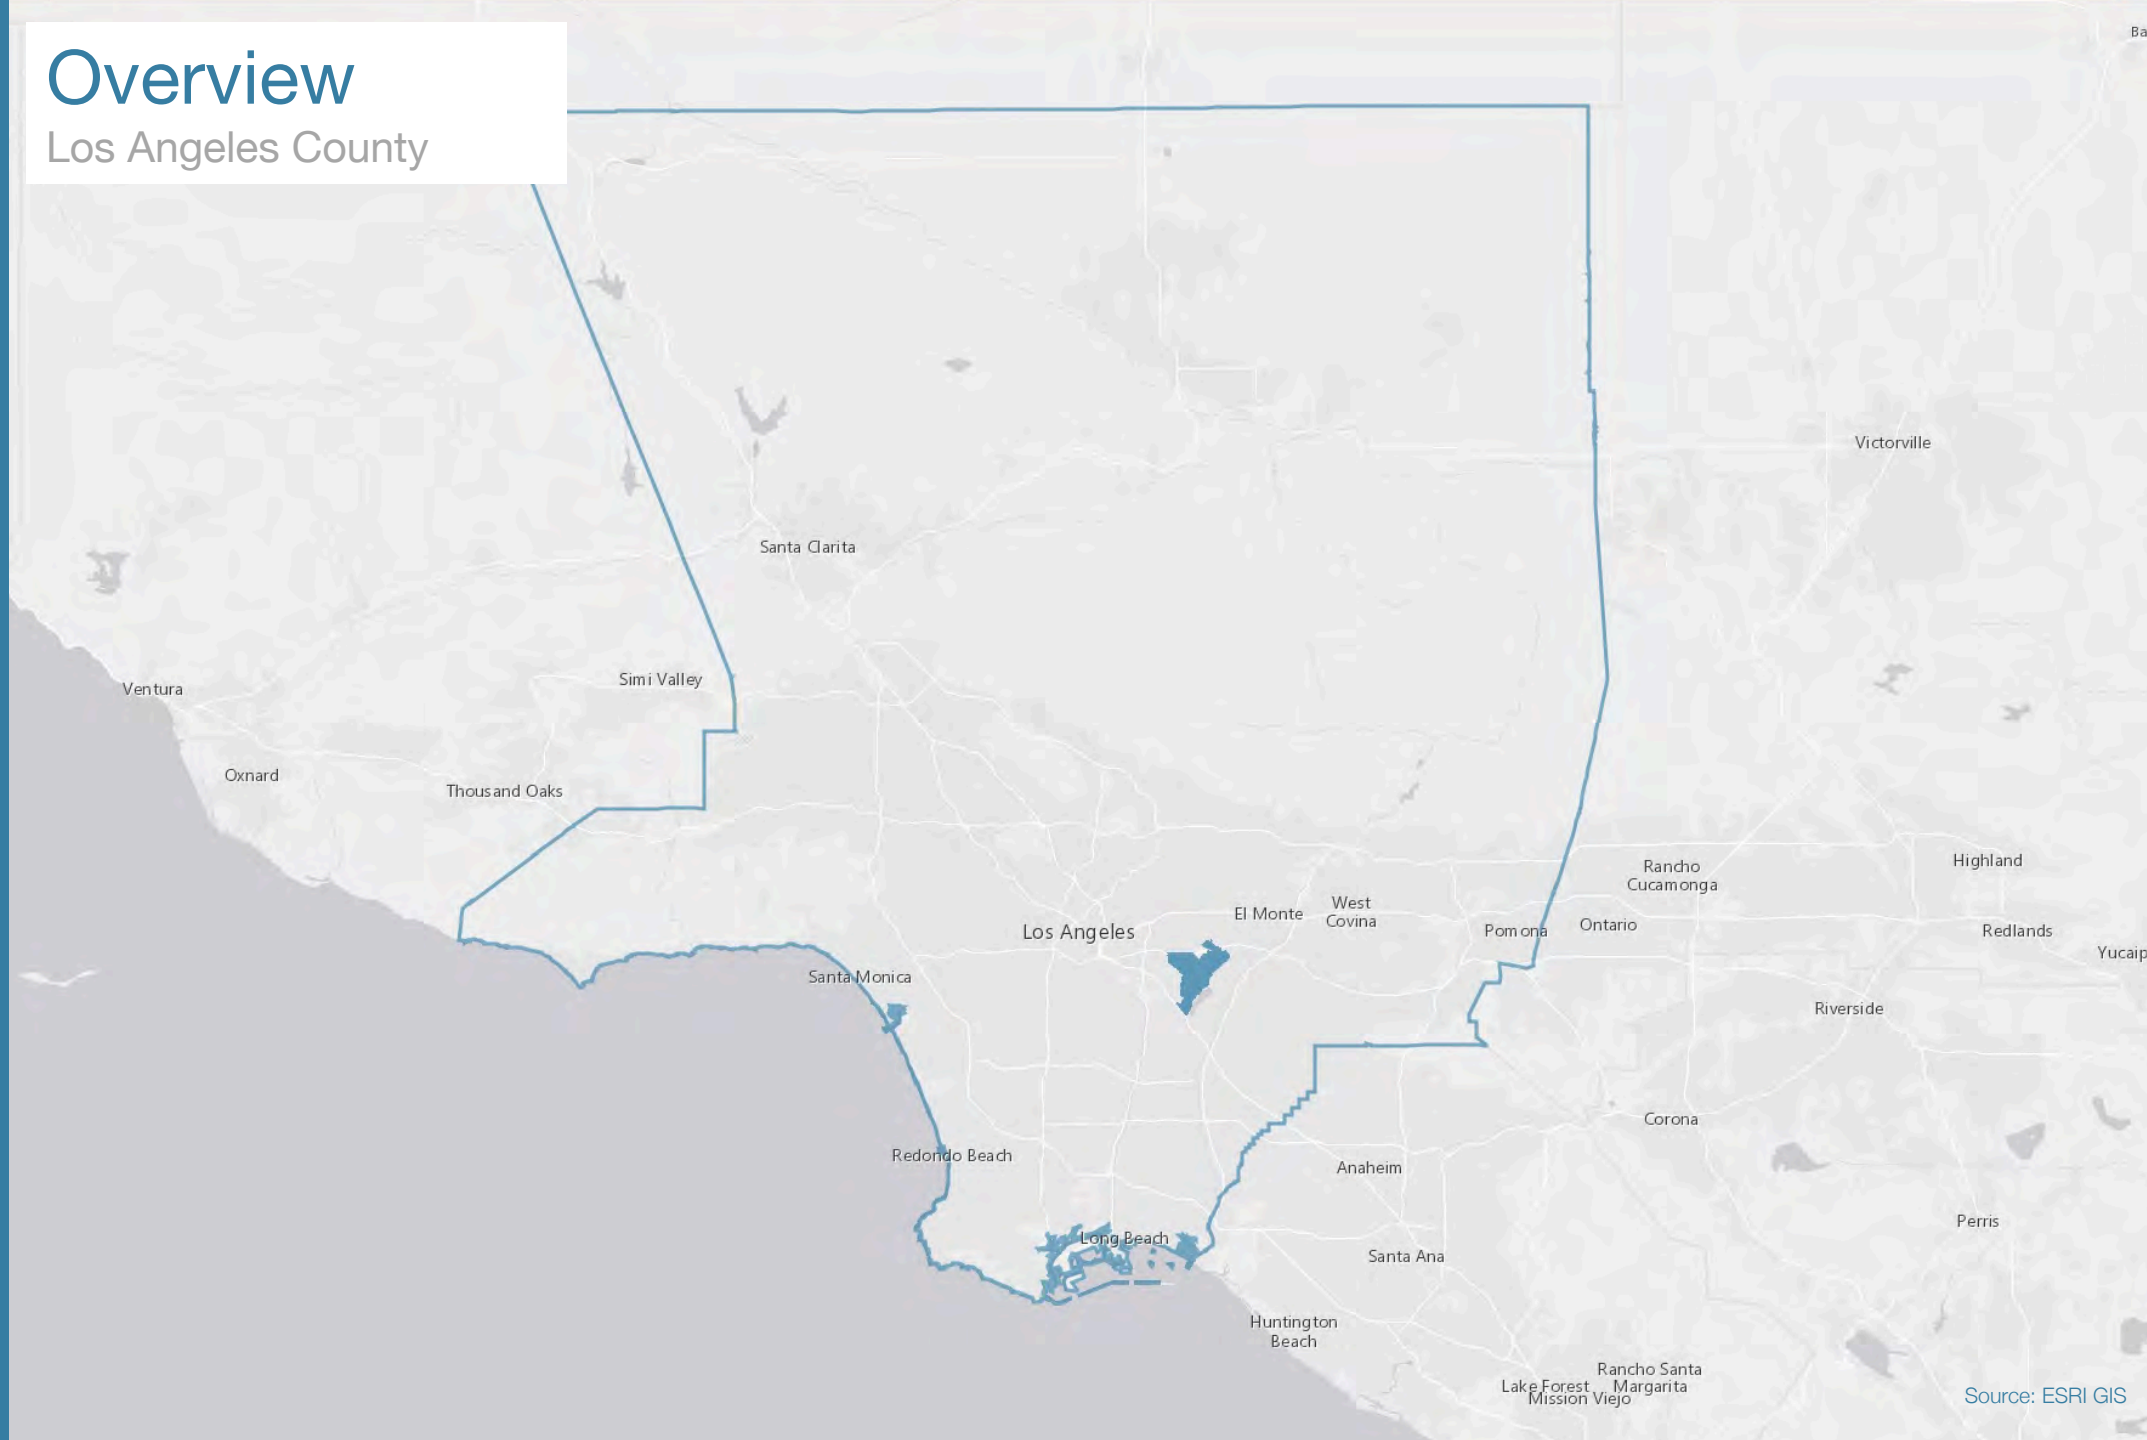 Overview
Los Angeles County
Ba
Victorville
Santa Clarita
Simi Valley
Ventura
Oxnard
Thousand Oaks
Rancho
Cucamonga
Highland
El Monte
West
Covina
Los Angeles
Pomona
Ontario
Redlands
Yucaip
Santa Monica
Riverside
Corona
Redondo Beach
Anaheim
Perris
Long Beach
Santa Ana
Huntington
Beach
Rancho Santa
Margarita
Lake Forest
Mission Viejo
Source: ESRI GIS